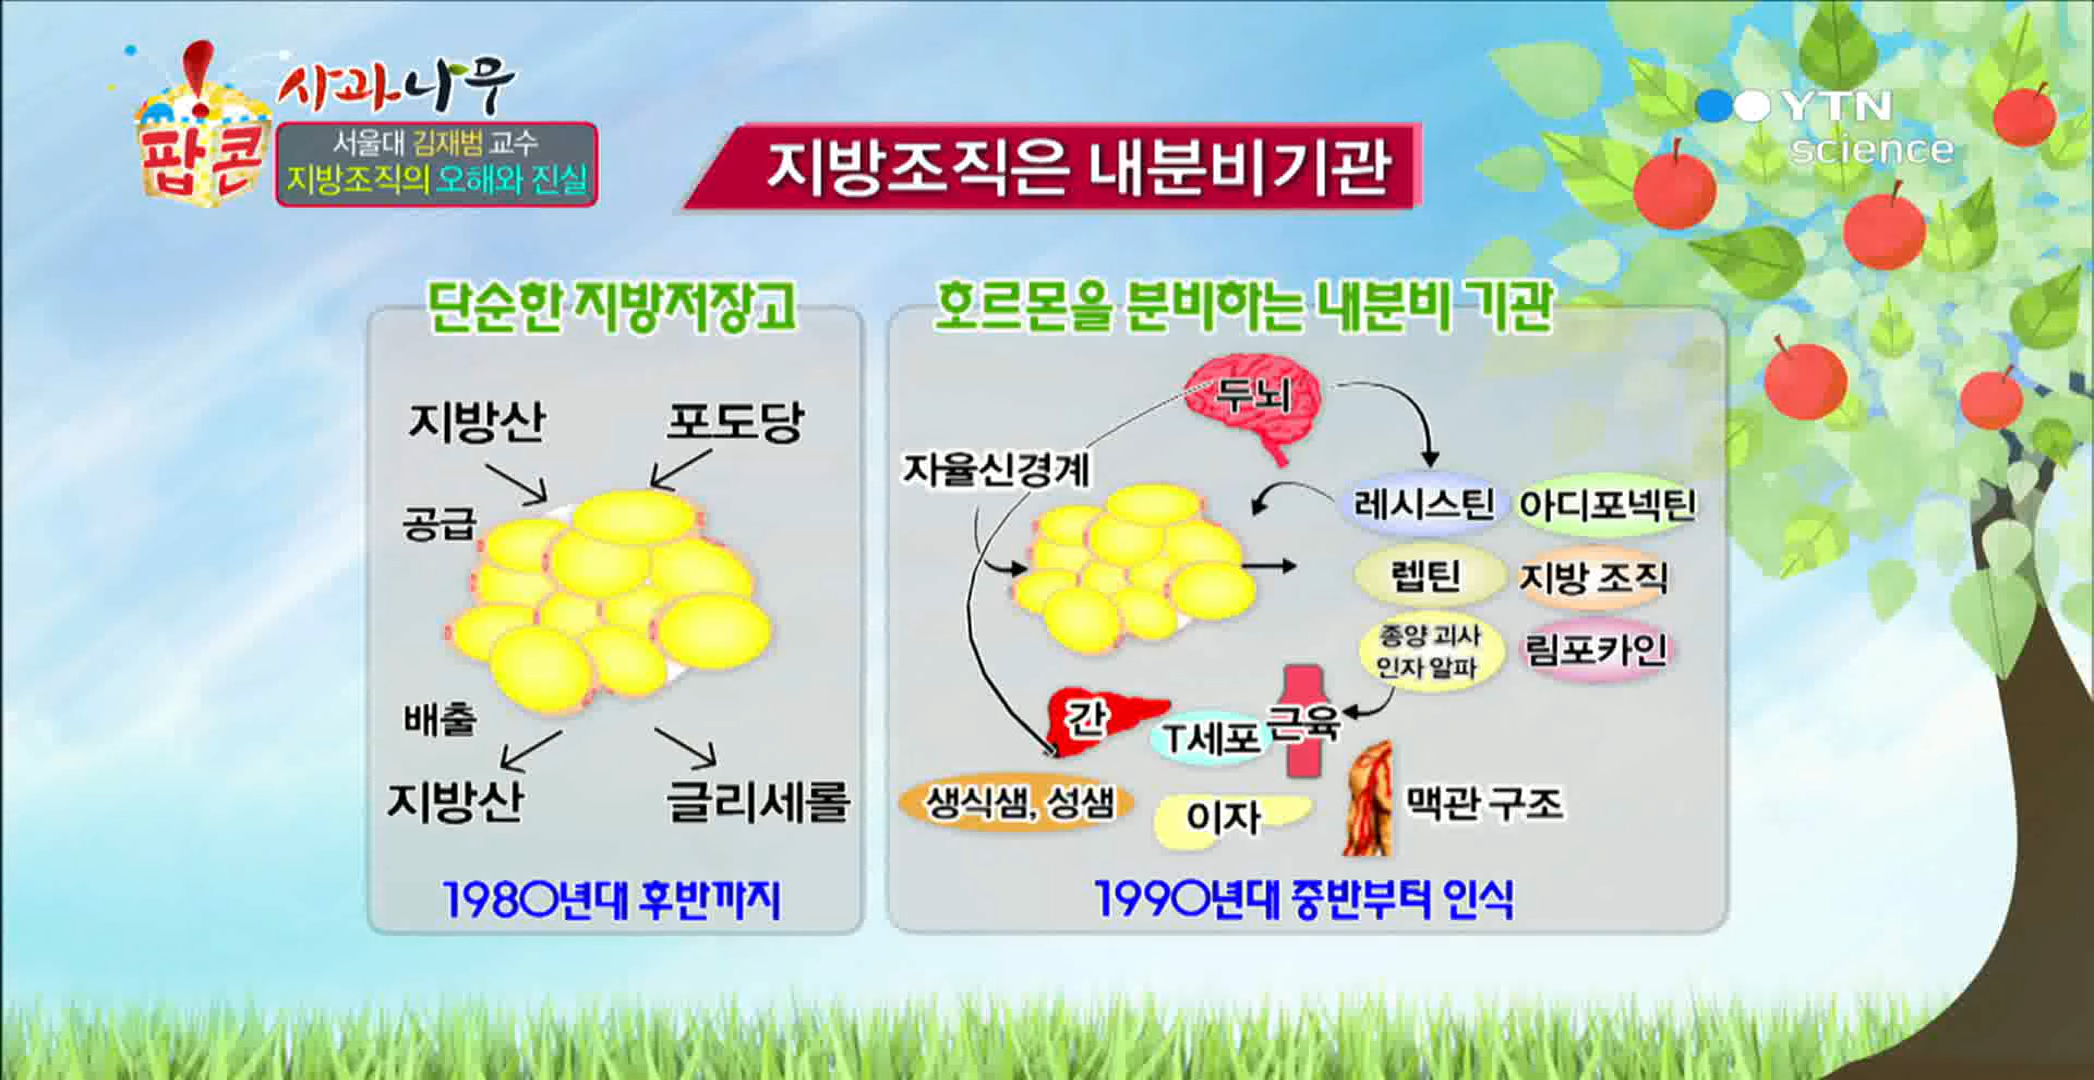 사과나무
팝콘
서울대 김재범 교수
지방조직의 오해와 진실
지방조직은 내분비기관
YTN
science
단순한 지방저장고
지방산
포도당
공급
배출
지방산
글리세롤
1980년대 후반까지
호르몬을 분비하는 내분비 기관
두뇌
자율신경계
레시스틴
아디포넥틴
렙틴
지방 조직
종양 괴사
인자 알파
림포카인
간
T세포
근육
생식샘, 성샘
이자
맥관 구조
1990년대 중반부터 인식